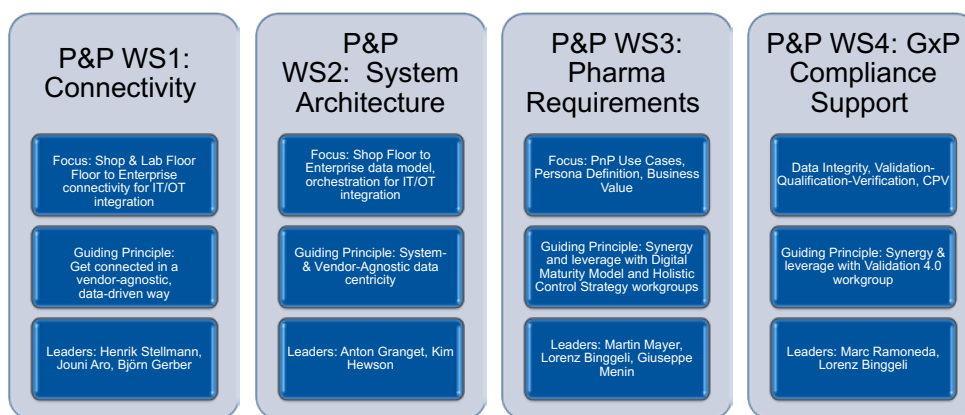 P&P WS1:
Connectivity
Focus: Shop & Lab Floor
Floor to Enterprise
connectivity for IT/OT
integration
Guiding Principle:
Get connected in a
vendor-agnostic,
data-driven way
Leaders: Henrik Stellmann,
Jouni Aro, Björn Gerber
P&P
WS2: System
Architecture
Focus: Shop Floor to
Enterprise data model,
orchestration for IT/OT
integration
Guiding Principle: System-
& Vendor-Agnostic data
centricity
Leaders: Anton Granget, Kim
Hewson
P&P WS3:
Pharma
Requirements
Focus: PnP Use Cases,
Persona Definition, Business
Value
Guiding Principle: Synergy
and leverage with Digital
Maturity Model and Holistic
Control Strategy workgroups
Leaders: Martin Mayer,
Lorenz Binggeli, Giuseppe
Menin
P&P WS4: GxP
Compliance
Support
Data Integrity, Validation-
Qualification-Verification, CPV
Guiding Principle: Synergy &
leverage with Validation 4.0
workgroup
Leaders: Marc Ramoneda,
Lorenz Binggeli